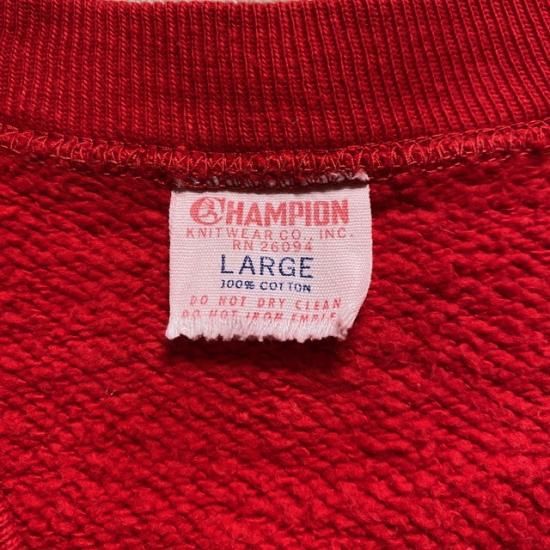 CHAMPION
KNITWEAR CO., INC.
RN 26094
LARGE
100% COTTON
DO NOT DRY CLEAN
DO NOT IRON EMBLE